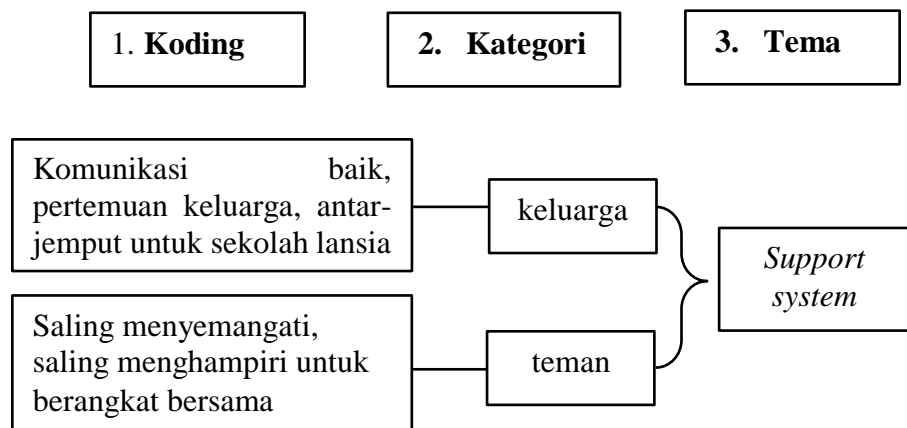 1. Koding
2. Kategori
3. Tema
Komunikasi baik,
pertemuan keluarga, antar-
jemput untuk sekolah lansia
keluarga
Saling menyemangati,
saling menghampiri untuk
berangkat bersama
teman
Support
system